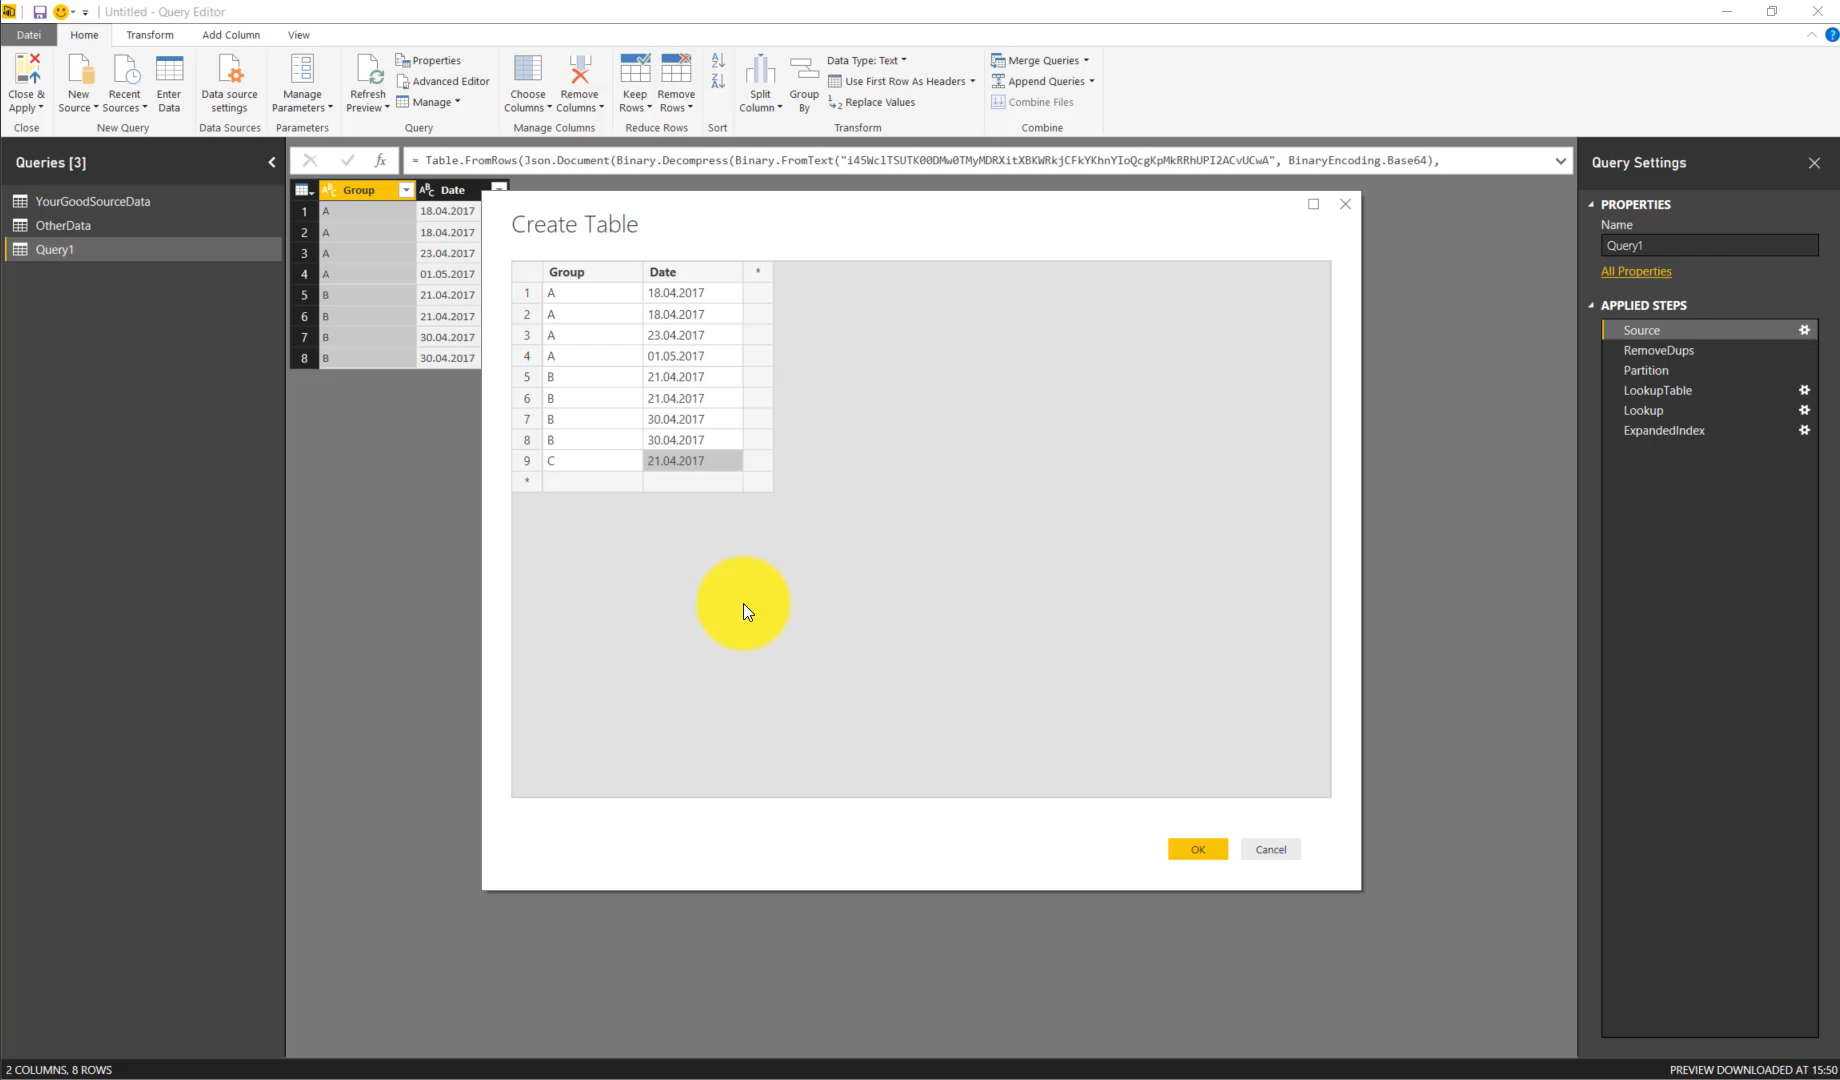 Untitled - Query Editor
Datei Home Transform Add Column View
Close & Apply
New Source
Recent Sources
Enter Data
Data source settings
Manage Parameters
Refresh Preview
Properties
Advanced Editor
Manage
Choose Columns
Remove Columns
Keep Rows
Remove Rows
Split Column
Group By
Data Type: Text
Use First Row As Headers
Replace Values
Merge Queries
Append Queries
Combine Files
Close New Query Data Sources Parameters Query Manage Columns Reduce Rows Sort Transform Combine
Queries [3]
YourGoodSourceData
OtherData
Query1
= Table.FromRows(Json.Document(Binary.Decompress(Binary.FromText("i45WclTSUTK00DMw0TMyMDRXitXBKWRkjCFkYKhnYIoQcgKpMkRRhUPI2ACvUCwA", BinaryEncoding.Base64),
Group Date
1 A 18.04.2017
2 A 18.04.2017
3 A 23.04.2017
4 A 01.05.2017
5 B 21.04.2017
6 B 21.04.2017
7 B 30.04.2017
8 B 30.04.2017
Create Table
Group Date *
1 A 18.04.2017
2 A 18.04.2017
3 A 23.04.2017
4 A 01.05.2017
5 B 21.04.2017
6 B 21.04.2017
7 B 30.04.2017
8 B 30.04.2017
9 C 21.04.2017
*
OK Cancel
Query Settings
PROPERTIES
Name
Query1
All Properties
APPLIED STEPS
Source
RemoveDups
Partition
LookupTable
Lookup
ExpandedIndex
2 COLUMNS, 8 ROWS
PREVIEW DOWNLOADED AT 15:50